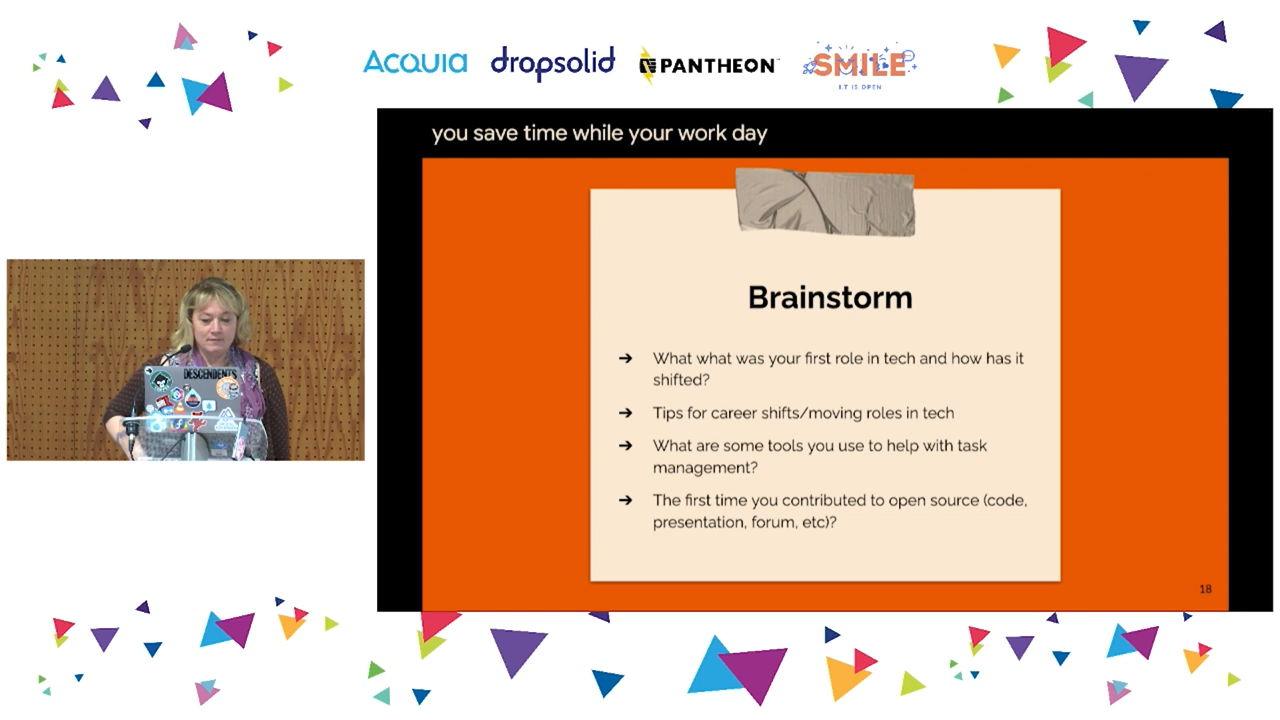 Acquia dropsolid PANTHEON SMILE
I.T IS OPEN
you save time while your work day
Brainstorm
➔ What what was your first role in tech and how has it
shifted?
➔ Tips for career shifts/moving roles in tech
➔ What are some tools you use to help with task
management?
➔ The first time you contributed to open source (code,
presentation, forum, etc)?
18
DESCENDENTS